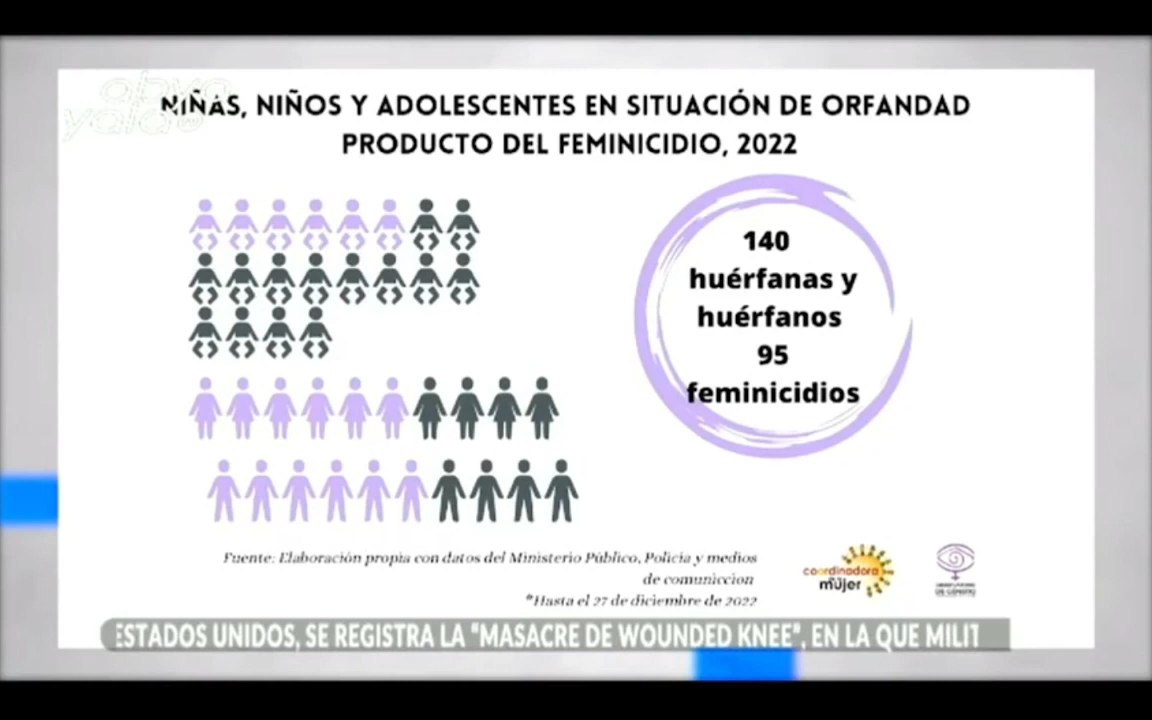 abya
yala
NIÑAS, NIÑOS Y ADOLESCENTES EN SITUACIÓN DE ORFANDAD
PRODUCTO DEL FEMINICIDIO, 2022
140
huérfanas y
huérfanos
95
feminicidios
Fuente: Elaboración propia con datos del Ministerio Público, Policía y medios
de comunicción
*Hasta el 27 de diciembre de 2022
coordinadora
mujer
ESTADOS UNIDOS, SE REGISTRA LA "MASACRE DE WOUNDED KNEE", EN LA QUE MILIT